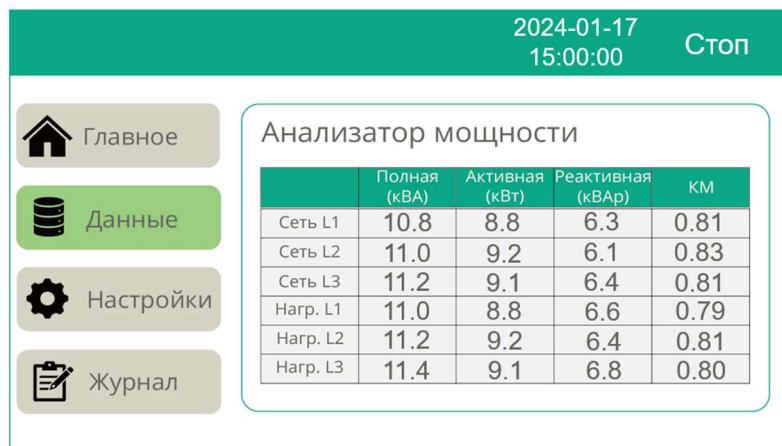 2024-01-17
15:00:00
Стоп
Главное
Данные
Настройки
Журнал
Анализатор мощности
Полная (кВА) Активная (кВт) Реактивная (кВАр) КМ
Сеть L1 10.8 8.8 6.3 0.81
Сеть L2 11.0 9.2 6.1 0.83
Сеть L3 11.2 9.1 6.4 0.81
Нагр. L1 11.0 8.8 6.6 0.79
Нагр. L2 11.2 9.2 6.4 0.81
Нагр. L3 11.4 9.1 6.8 0.80